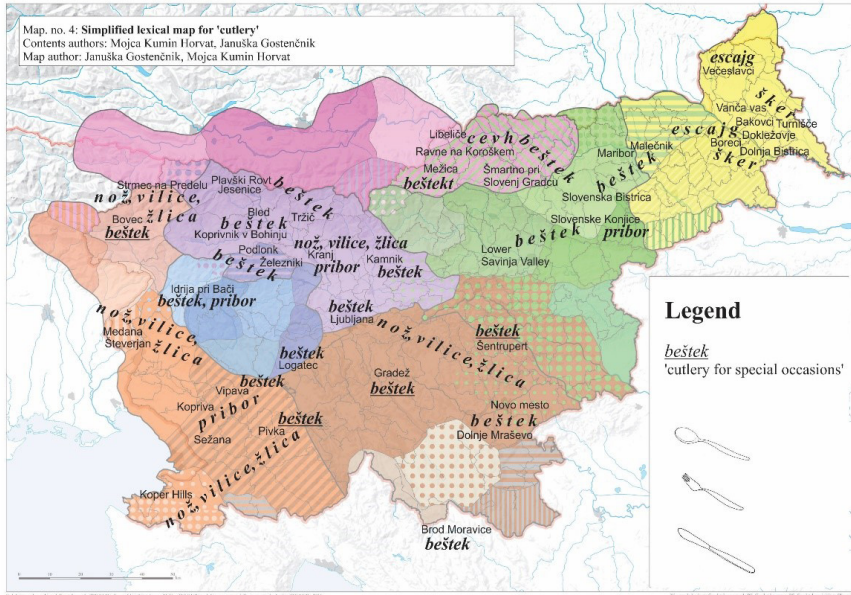 Map. no. 4: Simplified lexical map for 'cutlery'
Contents authors: Mojca Kumin Horvat, Januška Gostenčnik
Map author: Januška Gostenčnik, Mojca Kumin Horvat
escajg
Večeslavci
šker
Vanča vas
Bakovci Turnišče
Dokležovje
escajg
Boreci
Dolnja Bistrica
šker
Libeliče
cevh beštek
Ravne na Koroškem
Mežica
beštekt
Šmartno pri
Slovenj Gradcu
Maribor
Malečnik
beštek
Slovenska Bistrica
Slovenske Konjice
beštek
pribor
Lower
Savinja Valley
Strmec na Predelu
nož, vilice,
žlica
Bovec
beštek
Plavški Rovt
Jesenice
beštek
Bled
Tržič
beštek
Koprivnik v Bohinju
nož, vilice, žlica
Podlonk
Kranj
beštek
Železniki
pribor
Kamnik
beštek
Idrija pri Bači
beštek, pribor
beštek
Ljubljana
nož, vilice,
žlica
Medana
Števerjan
nož, vilice, žlica
beštek
Šentrupert
beštek
Logatec
beštek
Gradež
beštek
Vipava
Kopriva
pribor
Sežana
Pivka
beštek
Novo mesto
beštek
Dolnje Mraševo
Koper Hills
nož, vilice, žlica
Brod Moravice
beštek
Legend
beštek
'cutlery for special occasions'